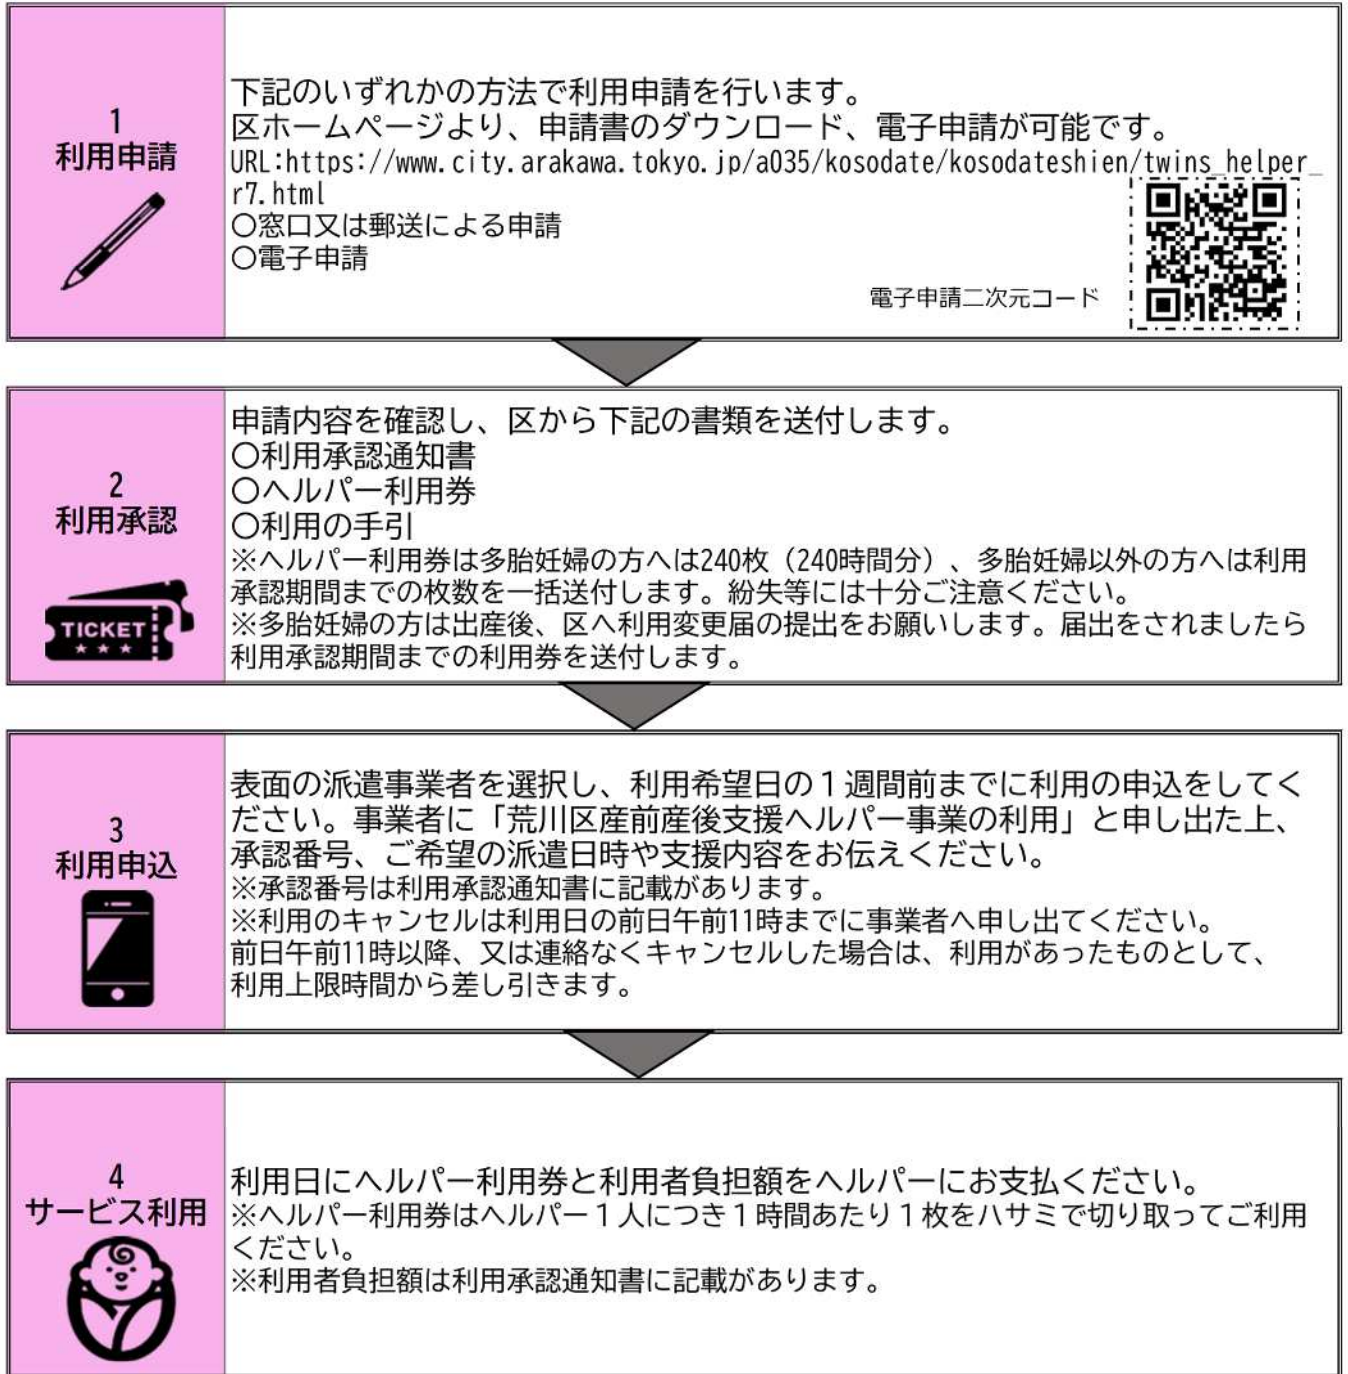 1
利用申請
下記のいずれかの方法で利用申請を行います。
区ホームページより、申請書のダウンロード、電子申請が可能です。
URL:https://www.city.arakawa.tokyo.jp/a035/kosodate/kosodateshien/twins_helper_
r7.html
〇窓口又は郵送による申請
〇電子申請
電子申請二次元コード
2
利用承認
TICKET
申請内容を確認し、区から下記の書類を送付します。
〇利用承認通知書
〇ヘルパー利用券
〇利用の手引
※ヘルパー利用券は多胎妊婦の方へは240枚（240時間分）、多胎妊婦以外の方へは利用
承認期間までの枚数を一括送付します。紛失等には十分ご注意ください。
※多胎妊婦の方は出産後、区へ利用変更届の提出をお願いします。届出をされましたら
利用承認期間までの利用券を送付します。
3
利用申込
表面の派遣事業者を選択し、利用希望日の１週間前までに利用の申込をしてく
ださい。事業者に「荒川区産前産後支援ヘルパー事業の利用」と申し出た上、
承認番号、ご希望の派遣日時や支援内容をお伝えください。
※承認番号は利用承認通知書に記載があります。
※利用のキャンセルは利用日の前日午前11時までに事業者へ申し出てください。
前日午前11時以降、又は連絡なくキャンセルした場合は、利用があったものとして、
利用上限時間から差し引きます。
4
サービス利用
利用日にヘルパー利用券と利用者負担額をヘルパーにお支払ください。
※ヘルパー利用券はヘルパー１人につき１時間あたり１枚をハサミで切り取ってご利用
ください。
※利用者負担額は利用承認通知書に記載があります。